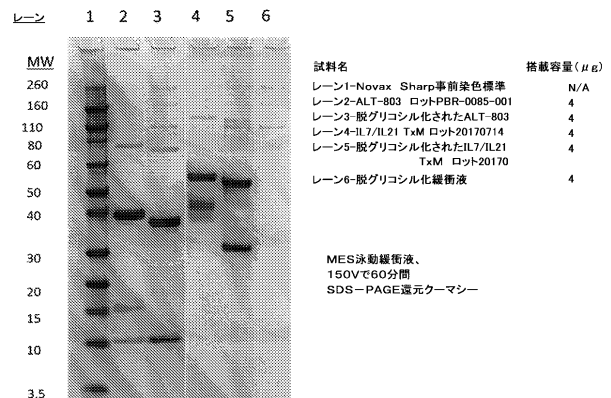 レーン 1 2 3 4 5 6
MW
260
160
110
80
60
50
40
30
20
15
10
3.5
試料名 搭載容量(μg)
レーン1-Novax Sharp事前染色標準 N/A
レーン2-ALT-803 ロットPBR-0085-001 4
レーン3-脱グリコシル化されたALT-803 4
レーン4-IL7/IL21 TxM ロット20170714 4
レーン5-脱グリコシル化されたIL7/IL21 4
TxM ロット20170
レーン6-脱グリコシル化緩衝液 4
MES泳動緩衝液、
150Vで60分間
SDS-PAGE還元クーマシー